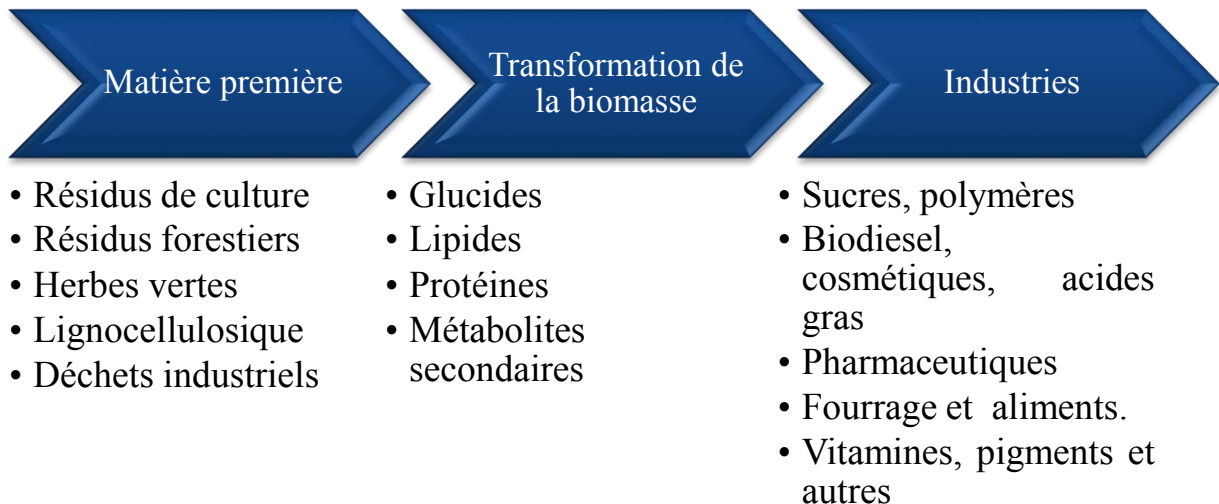 Matière première
Transformation de
la biomasse
Industries
• Résidus de culture
• Résidus forestiers
• Herbes vertes
• Lignocellulosique
• Déchets industriels
• Glucides
• Lipides
• Protéines
• Métabolites
secondaires
• Sucres, polymères
• Biodiesel,
cosmétiques, acides
gras
• Pharmaceutiques
• Fourrage et aliments.
• Vitamines, pigments et
autres